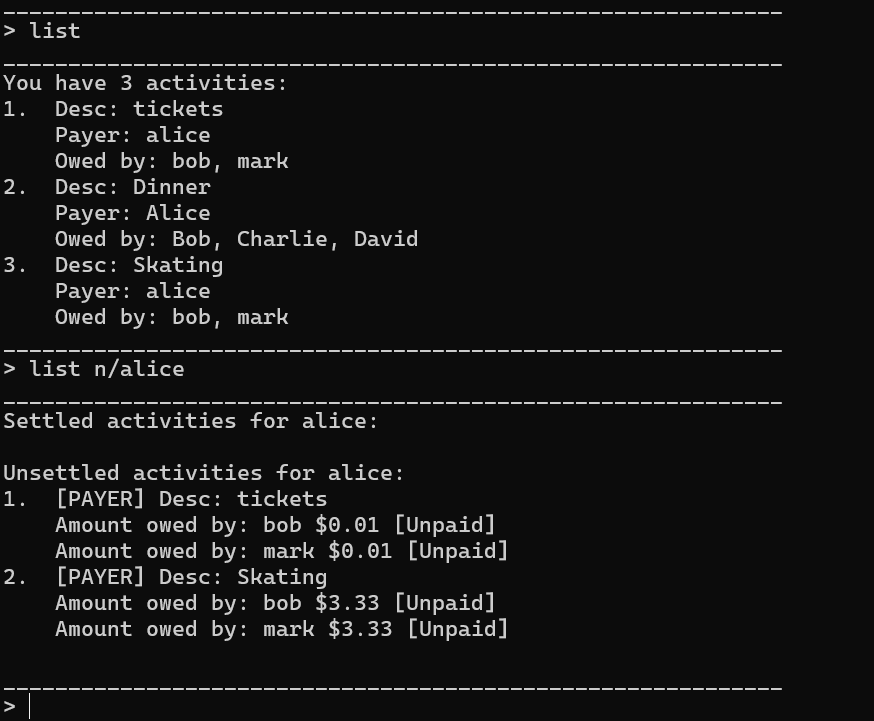 ____________________________________________________________
> list
____________________________________________________________
You have 3 activities:
1.  Desc: tickets
    Payer: alice
    Owed by: bob, mark
2.  Desc: Dinner
    Payer: Alice
    Owed by: Bob, Charlie, David
3.  Desc: Skating
    Payer: alice
    Owed by: bob, mark
____________________________________________________________
> list n/alice
____________________________________________________________
Settled activities for alice:

Unsettled activities for alice:
1.  [PAYER] Desc: tickets
    Amount owed by: bob $0.01 [Unpaid]
    Amount owed by: mark $0.01 [Unpaid]
2.  [PAYER] Desc: Skating
    Amount owed by: bob $3.33 [Unpaid]
    Amount owed by: mark $3.33 [Unpaid]

____________________________________________________________
>